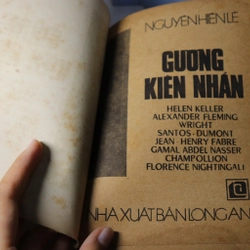 NGUYỄN HIẾN LÊ
GƯƠNG
KIÊN NHẪN
HELEN KELLER
ALEXANDER FLEMING
WRIGHT
SANTOS-DUMONT
JEAN-HENRY FABRE
GAMAL ABDEL NASSER
CHAMPOLLION
FLORENCE NIGHTINGALI
NHÀ XUẤT BẢN LONG AN